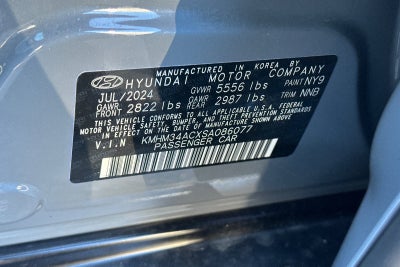 MANUFACTURED IN KOREA BY
HYUNDAI MOTOR COMPANY
JUL/2024 GVWR 5556 lbs PAINT NY9
GAWR FRONT 2822 lbs GAWR REAR 2987 lbs TRIM NNB
THIS VEHICLE CONFORMS TO ALL APPLICABLE U.S. FEDERAL
MOTOR VEHICLE SAFETY, BUMPER, AND THEFT PREVENTION STANDARDS
IN EFFECT ON THE DATE OF MANUFACTURE SHOWN ABOVE.
V.I.N KMHM34ACXSA086077
PASSENGER CAR